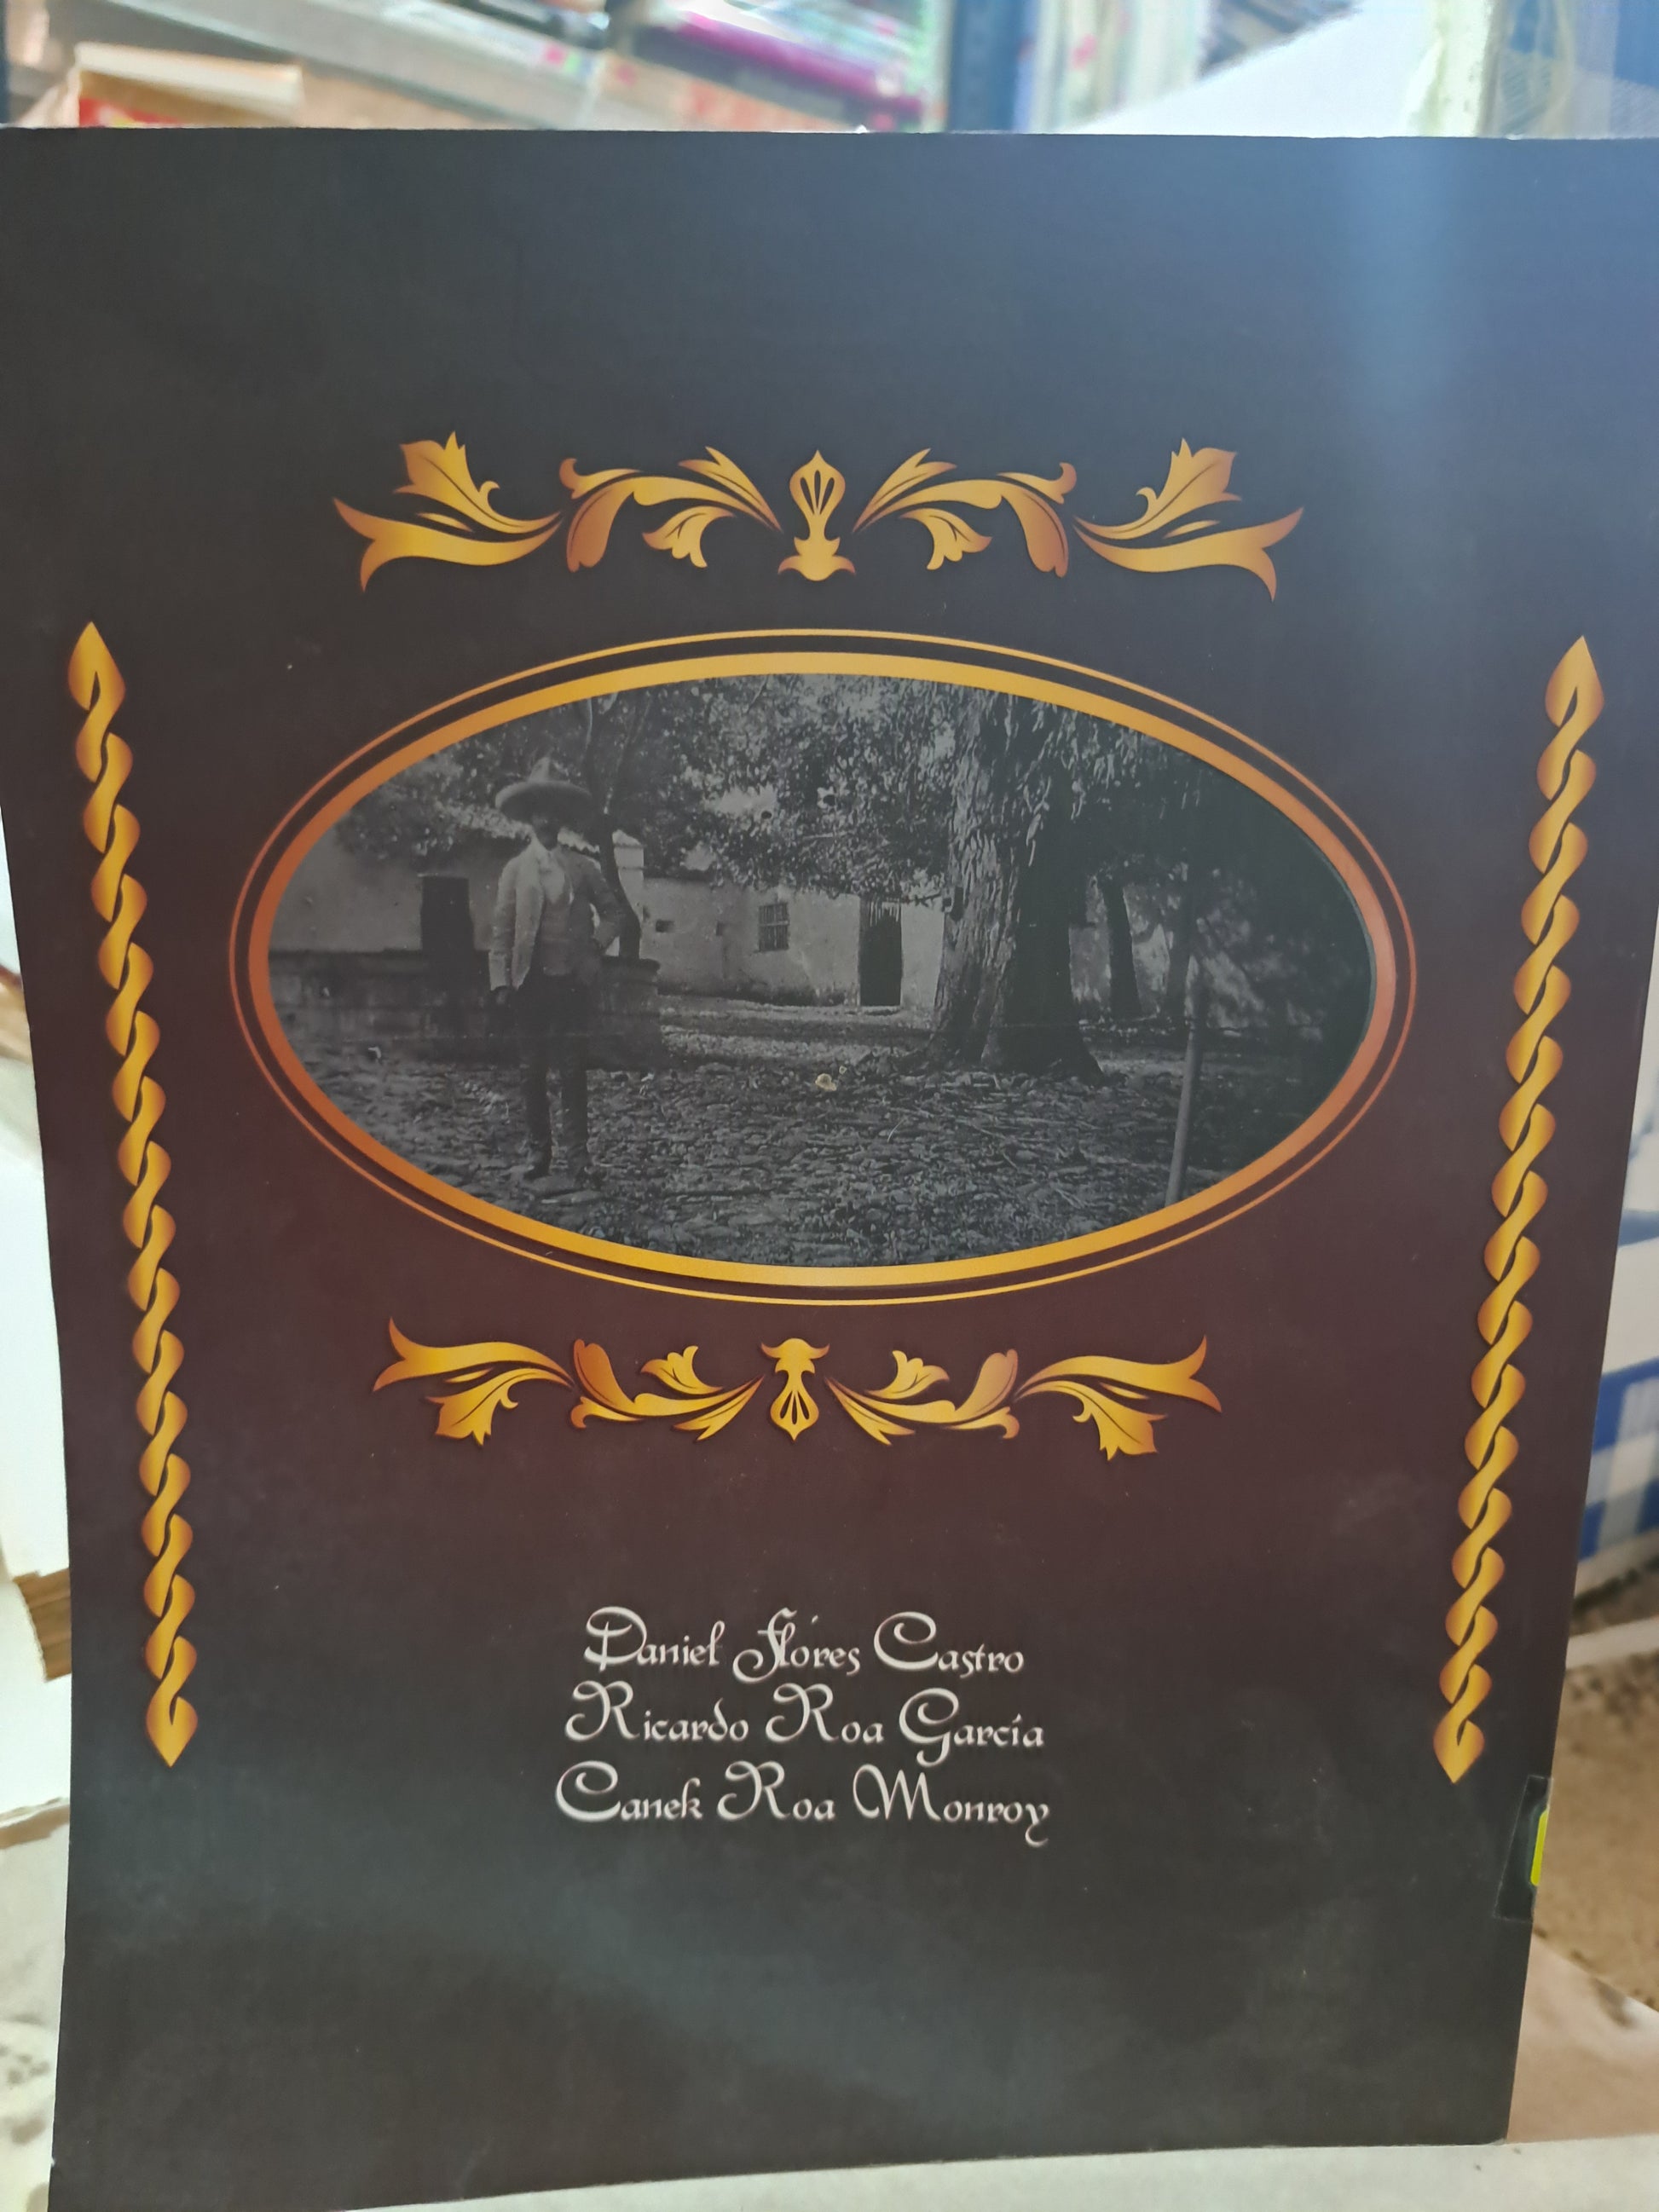 Daniel Flóres Castro
Ricardo Roa García
Canek Roa Monroy